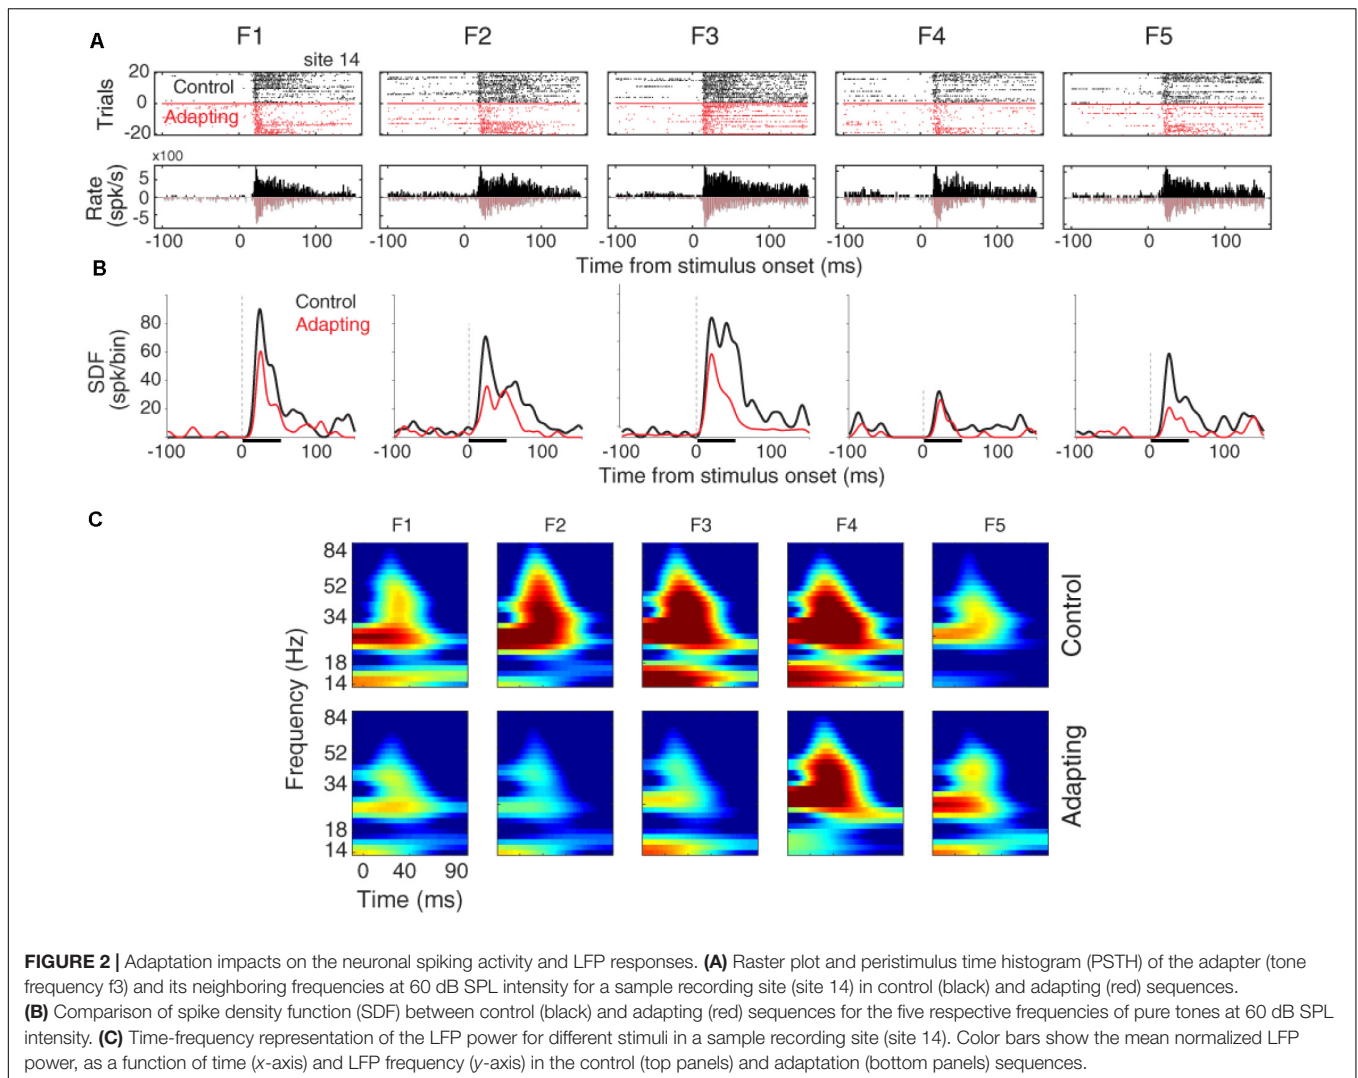 A
F1
F2
F3
F4
F5
site 14
20
Control
Trials
0
Adapting
-20
x100
5
Rate
(spk/s)
0
-5
-100 0 100 -100 0 100 -100 0 100 -100 0 100 -100 0 100
Time from stimulus onset (ms)
B
Control
Adapting
80
60
SDF
(spk/bin)
40
20
-100 0 100 -100 0 100 -100 0 100 -100 0 100 -100 0 100
Time from stimulus onset (ms)
C
F1 F2 F3 F4 F5
84
52
34
18
14
Control
Frequency (Hz)
84
52
34
18
14
Adapting
0 40 90
Time (ms)
FIGURE 2 | Adaptation impacts on the neuronal spiking activity and LFP responses. (A) Raster plot and peristimulus time histogram (PSTH) of the adapter (tone
frequency f3) and its neighboring frequencies at 60 dB SPL intensity for a sample recording site (site 14) in control (black) and adapting (red) sequences.
(B) Comparison of spike density function (SDF) between control (black) and adapting (red) sequences for the five respective frequencies of pure tones at 60 dB SPL
intensity. (C) Time-frequency representation of the LFP power for different stimuli in a sample recording site (site 14). Color bars show the mean normalized LFP
power, as a function of time (x-axis) and LFP frequency (y-axis) in the control (top panels) and adaptation (bottom panels) sequences.